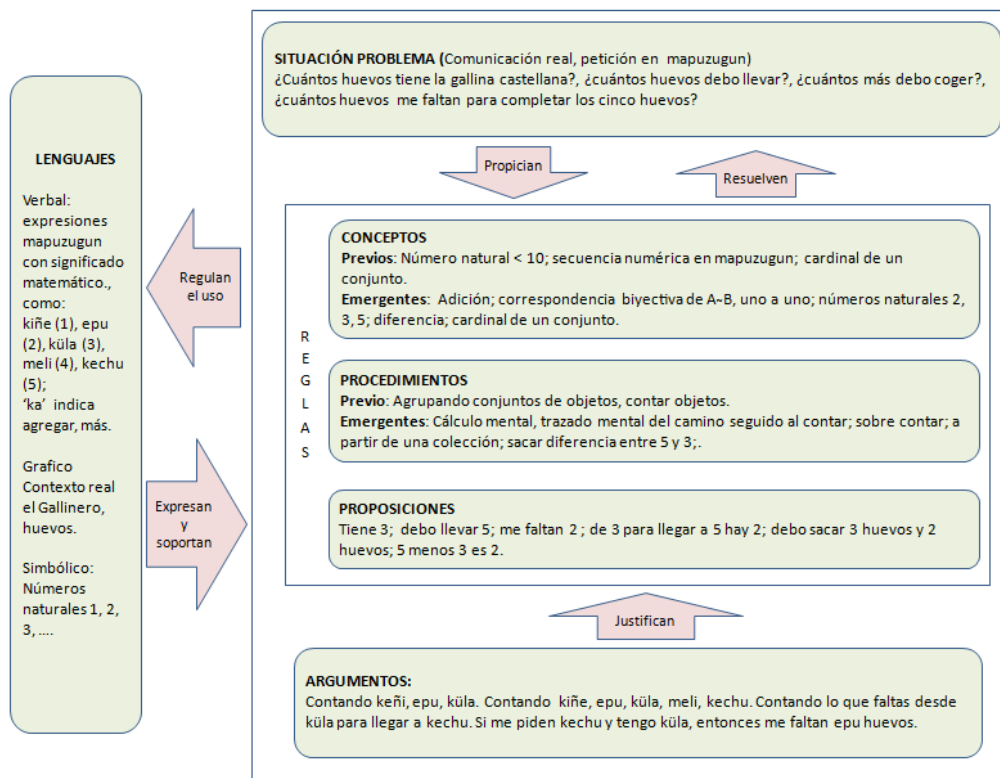 SITUACIÓN PROBLEMA (Comunicación real, petición en mapuzugun)
¿Cuántos huevos tiene la gallina castellana?, ¿cuántos huevos debo llevar?, ¿cuántos más debo coger?,
¿cuántos huevos me faltan para completar los cinco huevos?
Propician
Resuelven
LENGUAJES
Verbal:
expresiones
mapuzugun
con significado
matemático.,
como:
kiñe (1), epu
(2), küla (3),
meli (4), kechu
(5);
‘ka’ indica
agregar, más.
Grafico
Contexto real
el Gallinero,
huevos.
Simbólico:
Números
naturales 1, 2,
3, ….
Regulan
el uso
Expresan
y
soportan
R
E
G
L
A
S
CONCEPTOS
Previos: Número natural < 10; secuencia numérica en mapuzugun; cardinal de un
conjunto.
Emergentes: Adición; correspondencia biyectiva de A~B, uno a uno; números naturales 2,
3, 5; diferencia; cardinal de un conjunto.
PROCEDIMIENTOS
Previo: Agrupando conjuntos de objetos, contar objetos.
Emergentes: Cálculo mental, trazado mental del camino seguido al contar; sobre contar; a
partir de una colección; sacar diferencia entre 5 y 3;.
PROPOSICIONES
Tiene 3; debo llevar 5; me faltan 2 ; de 3 para llegar a 5 hay 2; debo sacar 3 huevos y 2
huevos; 5 menos 3 es 2.
Justifican
ARGUMENTOS:
Contando keñi, epu, küla. Contando kiñe, epu, küla, meli, kechu. Contando lo que faltas desde
küla para llegar a kechu. Si me piden kechu y tengo küla, entonces me faltan epu huevos.